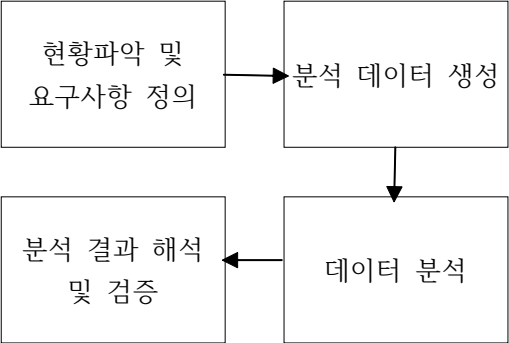 현황파악 및
요구사항 정의
분석 데이터 생성
데이터 분석
분석 결과 해석
및 검증